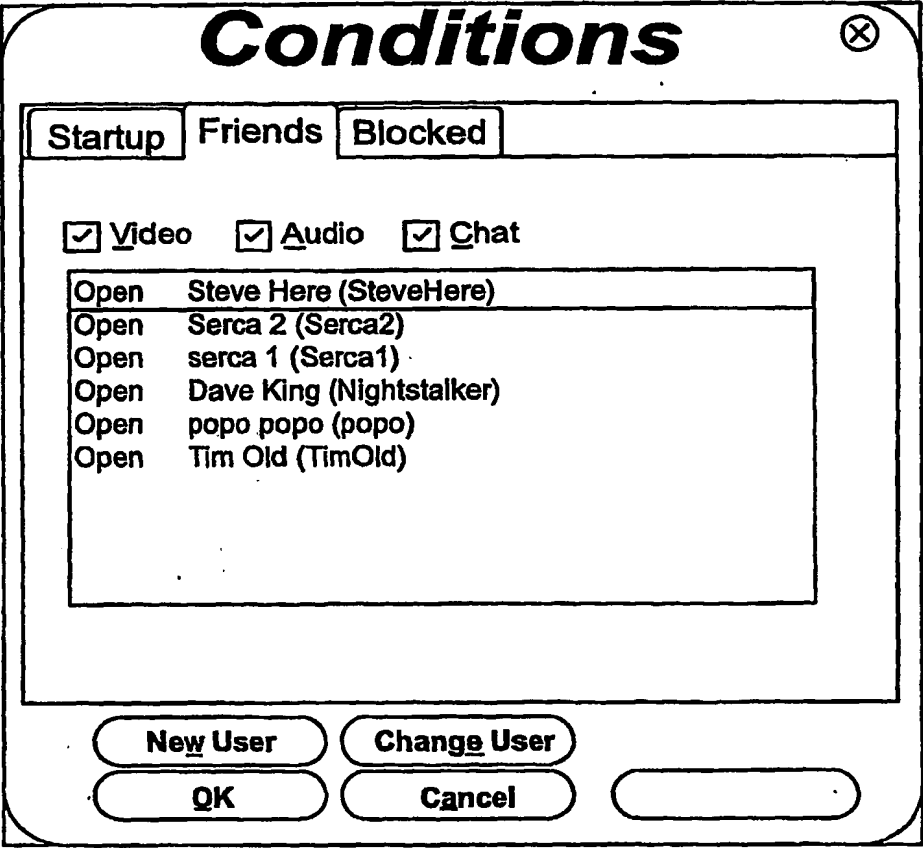 Conditions
Startup Friends Blocked
Video Audio Chat
Open Steve Here (SteveHere)
Open Serca 2 (Serca2)
Open serca 1 (Serca1)
Open Dave King (Nightstalker)
Open popo popo (popo)
Open Tim Old (TimOld)
New User Change User
OK Cancel